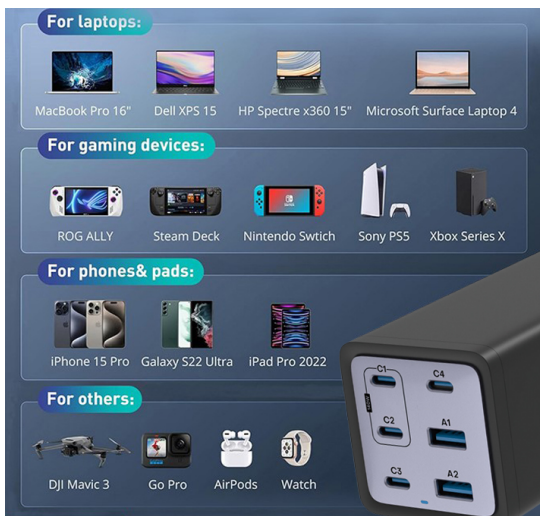 For laptops:
MacBook Pro 16" Dell XPS 15 HP Spectre x360 15" Microsoft Surface Laptop 4
For gaming devices:
ROG ALLY Steam Deck Nintendo Swtich Sony PS5 Xbox Series X
For phones& pads:
iPhone 15 Pro Galaxy S22 Ultra iPad Pro 2022
C1 C4
C2 A1
C3 A2
For others:
DJI Mavic 3 Go Pro AirPods Watch